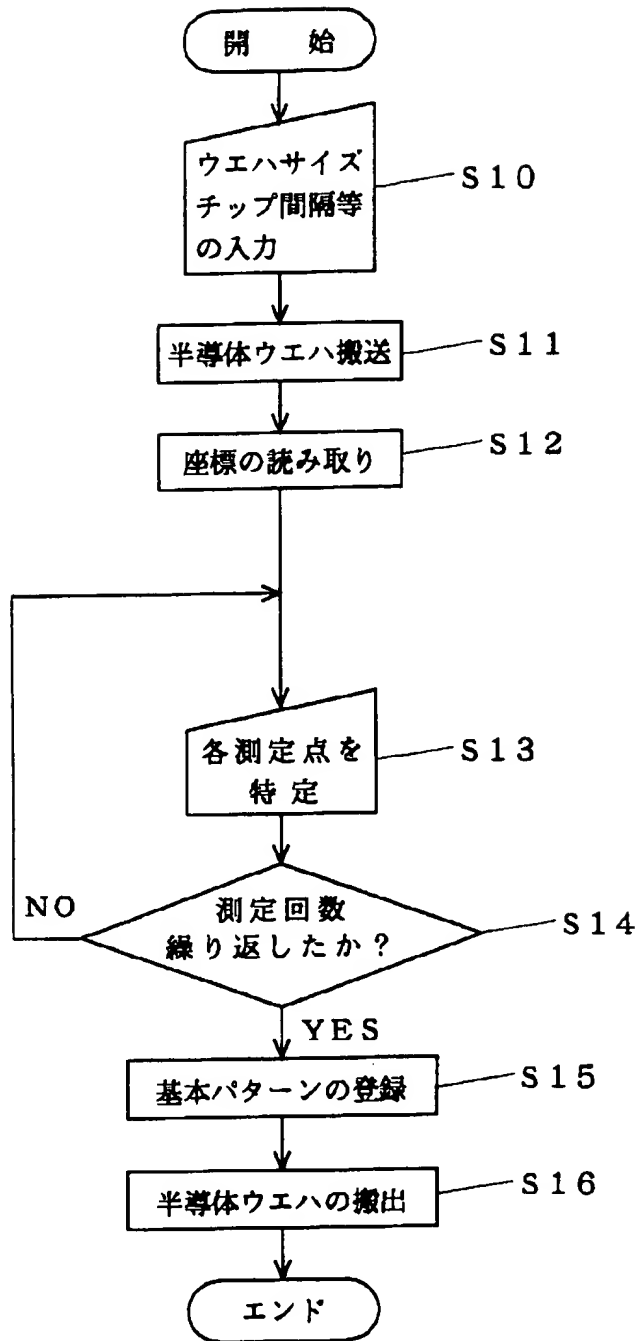 開 始
ウエハサイズ
チップ間隔等
の入力
S10
半導体ウエハ搬送
S11
座標の読み取り
S12
各測定点を
特定
S13
測定回数
繰り返したか?
S14
NO
YES
基本パターンの登録
S15
半導体ウエハの搬出
S16
エンド